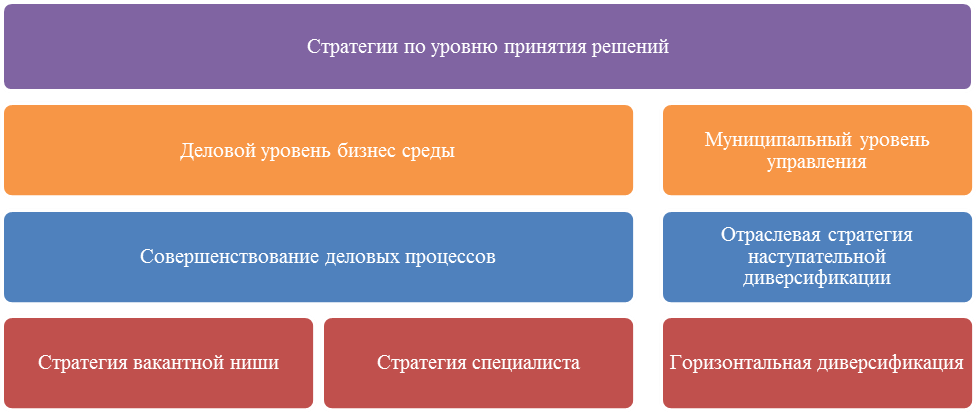 Стратегии по уровню принятия решений
Деловой уровень бизнес среды
Муниципальный уровень
управления
Совершенствование деловых процессов
Отраслевая стратегия
наступательной
диверсификации
Стратегия вакантной ниши
Стратегия специалиста
Горизонтальная диверсификация